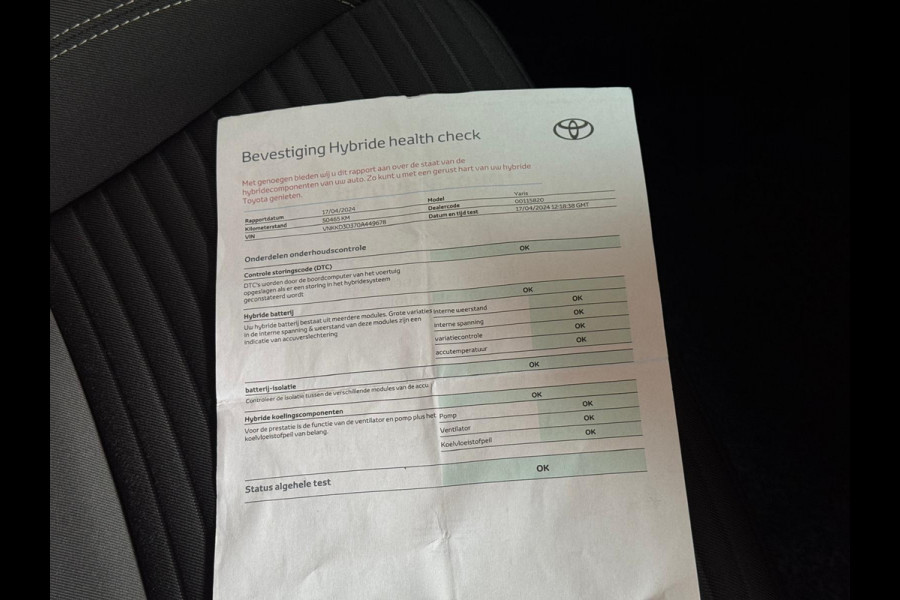 Bevestiging Hybride health check
Met genoegen bieden wij u dit rapport aan over de staat van de
hybridecomponenten van uw auto. Zo kunt u met een gerust hart van uw hybride
Toyota genieten.
Rapportdatum 17/04/2024 Model Yaris
Kilometerstand 50465 KM Dealercode
VIN Datum en tijd test 17/04/2024 12:18:38 GMT
Onderdelen onderhoudscontrole
Controle storingscode (DTC) OK
DTC's worden door de boordcomputer van het voertuig
opgeslagen als er een storing in het hybridesysteem
geconstateerd wordt
Hybride batterij OK
Uw hybride batterij bestaat uit meerdere modules. Grote variaties
in de interne spanning & weerstand van deze modules zijn een
indicatie van accuverslechtering
interne weerstand OK
interne spanning OK
variatiecontrole OK
accutemperatuur OK
batterij-isolatie OK
Controleer de isolatie tussen de verschillende modules van de accu
Hybride koelingscomponenten OK
Voor de prestatie is de functie van de ventilator en pomp plus het
koelvloeistofpeil van belang.
Pomp OK
Ventilator OK
Koelvloeistofpeil OK
Status algehele test OK